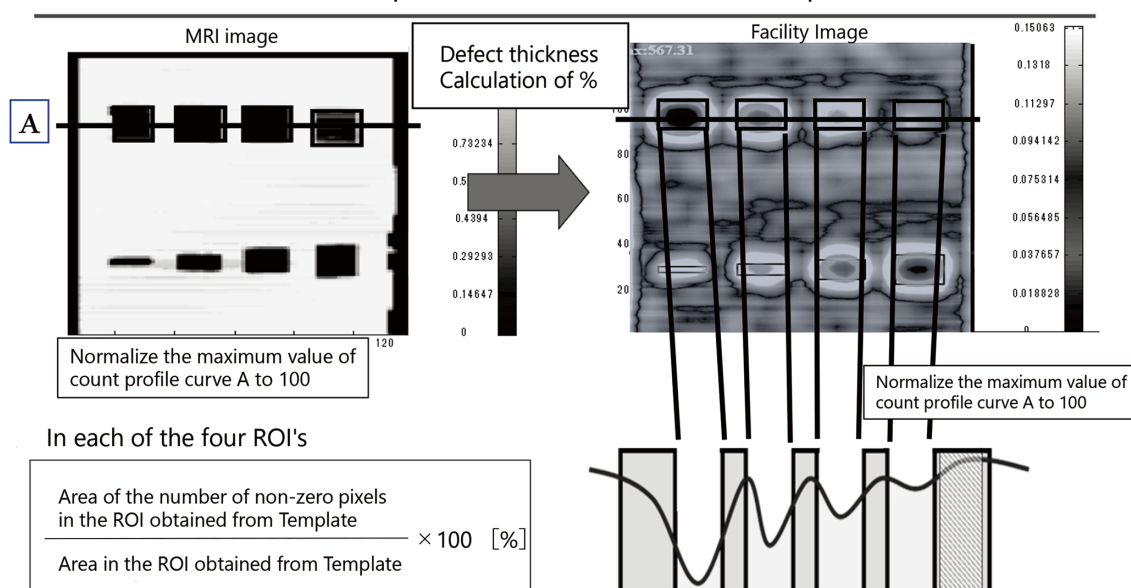 MRI image
Defect thickness
Calculation of %
Facility Image
x:567.31
A
0.73234
0.5
0.4394
0.29293
0.14647
0
80
60
40
20
0.15063
0.1318
0.11297
0.094142
0.075314
0.056485
0.037657
0.018828
0
120
Normalize the maximum value of
count profile curve A to 100
Normalize the maximum value of
count profile curve A to 100
In each of the four ROI's
Area of the number of non-zero pixels
in the ROI obtained from Template
×100 [%]
Area in the ROI obtained from Template